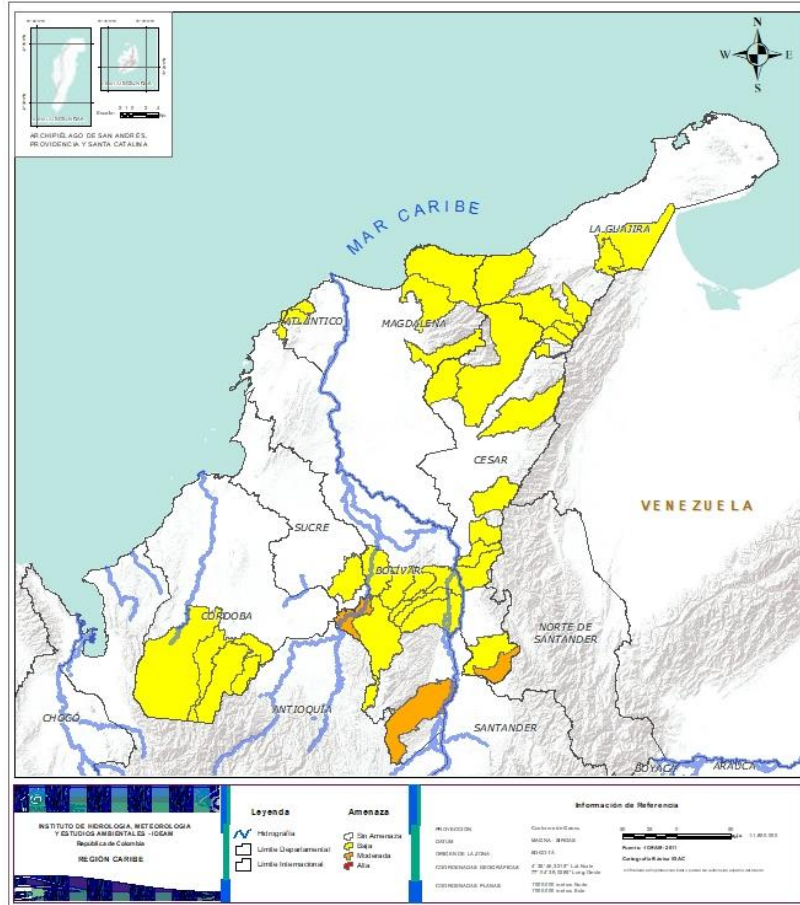 N
W E
S
ARCHIPIÉLAGO DE SAN ANDRÉS,
PROVIDENCIA Y SANTA CATALINA
MAR CARIBE
LA GUAJIRA
ATLÁNTICO
MAGDALENA
CESAR
VENEZUELA
SUCRE
BOLÍVAR
CÓRDOBA
NORTE DE
SANTANDER
ANTIOQUIA
SANTANDER
CHOCÓ
BOYACÁ
ARAUCA
INSTITUTO DE HIDROLOGIA, METEOROLOGIA
Y ESTUDIOS AMBIENTALES - IDEAM
República de Colombia
REGIÓN CARIBE
Leyenda
Hidrografía
Límite Departamental
Límite Internacional
Amenaza
Sin Amenaza
Baja
Moderada
Alta
Información de Referencia
PROYECCIÓN
DATUM
ORIGEN DE LA ZONA
BOGOTÁ
COORDENADAS GEOGRÁFICAS
COORDENADAS PLANAS
Fuente: IDEAM- 2011
Cartografía Básica IGAC